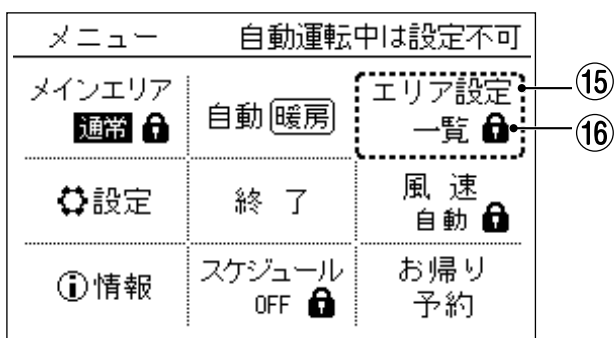 メニュー 自動運転中は設定不可
メインエリア
通常
自動 暖房
エリア設定
一覧
⑮
⑯
設定
終 了
風 速
自動
情報
スケジュール
OFF
お帰り
予約